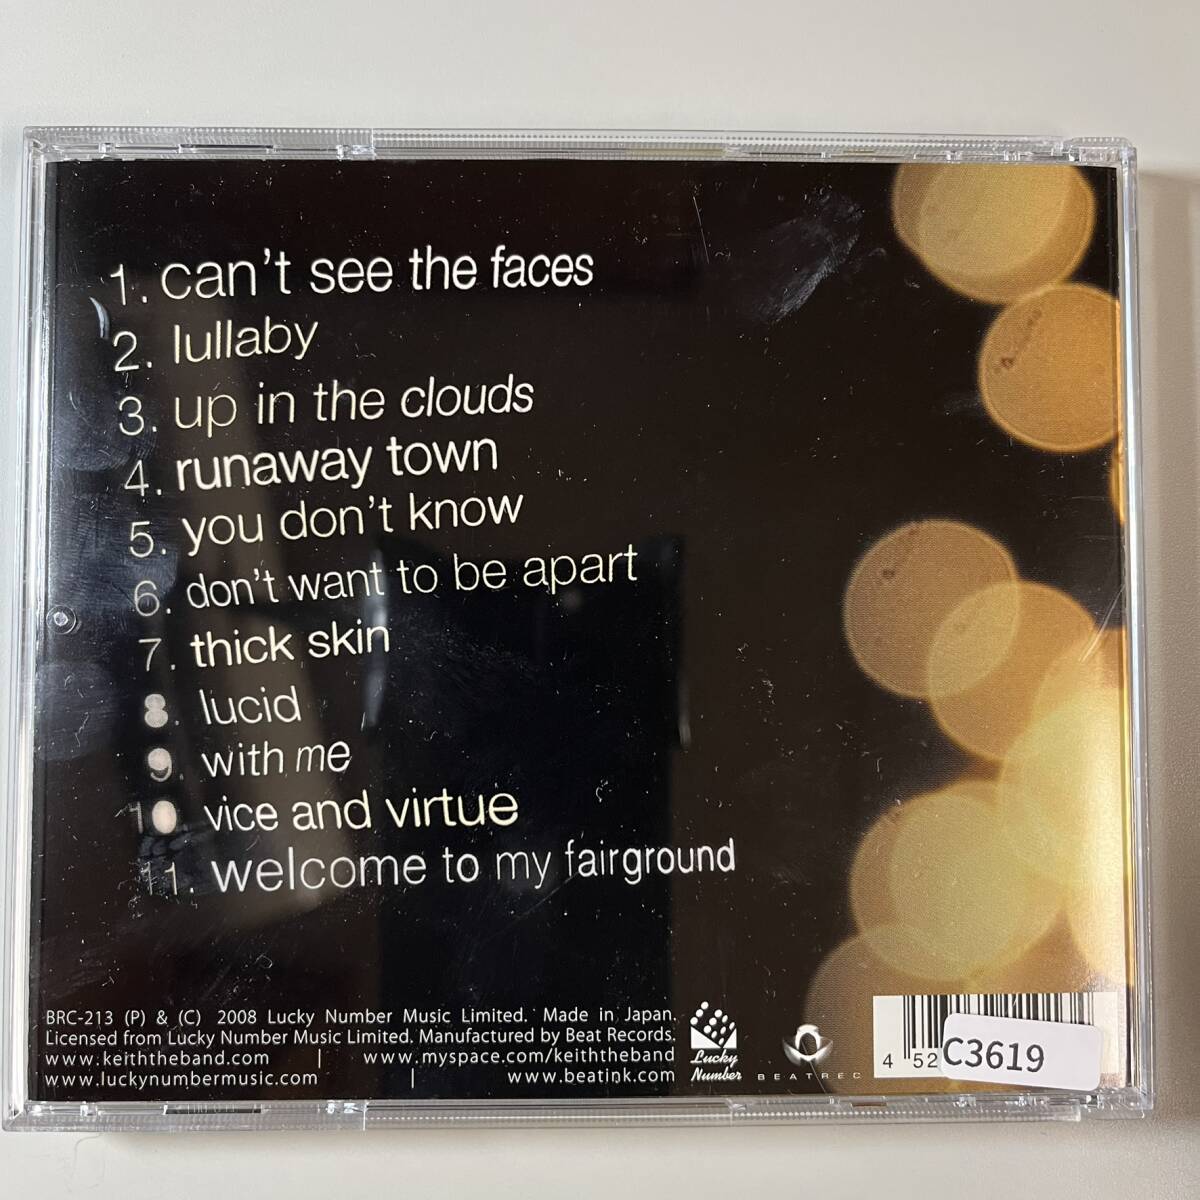 1. can't see the faces
2. lullaby
3. up in the clouds
4. runaway town
5. you don't know
6. don't want to be apart
7. thick skin
8. lucid
9. with me
10 vice and virtue
11. welcome to my fairground
BRC-213 (P) & (C) 2008 Lucky Number Music Limited. Made in Japan.
Licensed from Lucky Number Music Limited. Manufactured by Beat Records.
www.keiththeband.com | www.myspace.com/keiththeband
www.luckynumbermusic.com | www.beatink.com
Lucky
Number
BEATREC
4 52
C3619